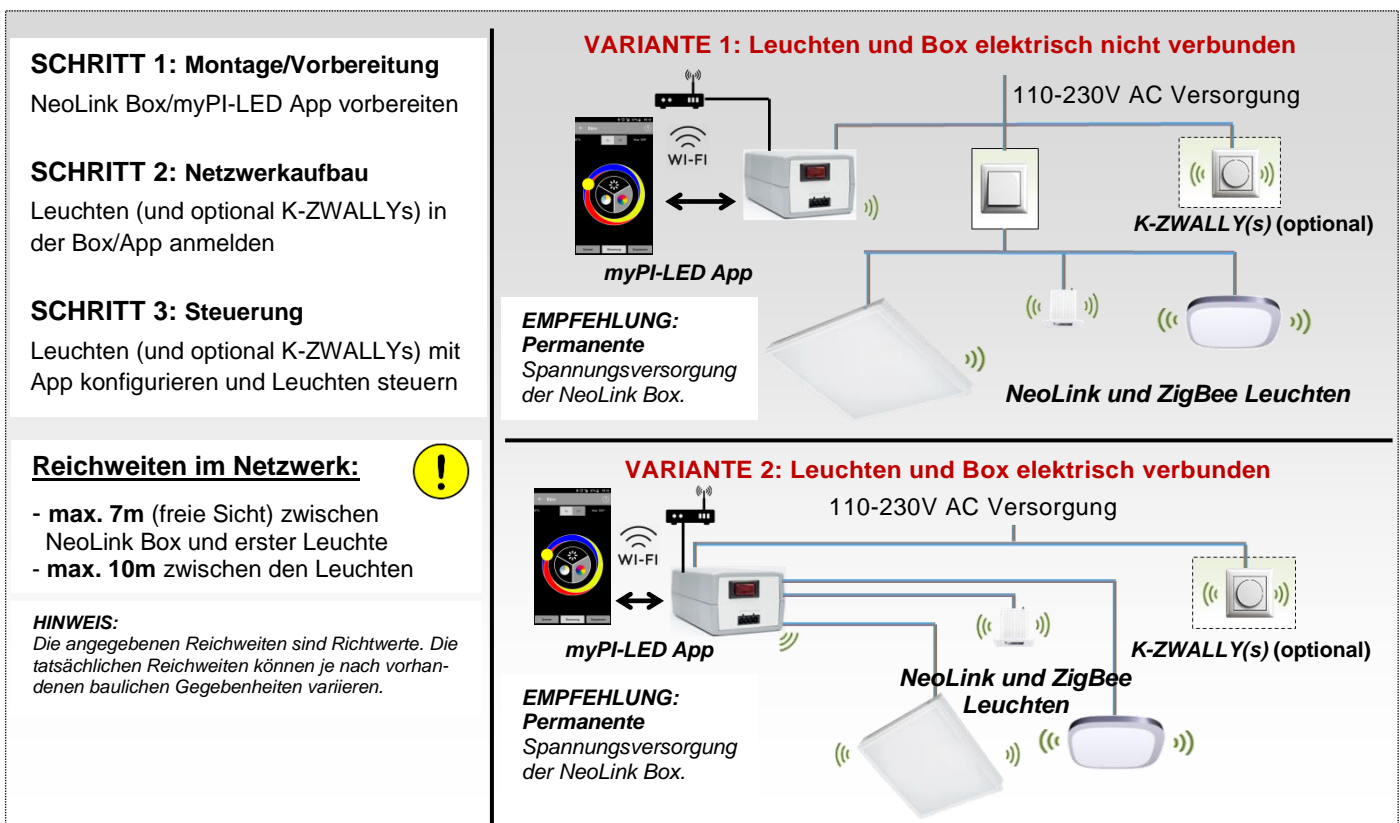 SCHRITT 1: Montage/Vorbereitung
NeoLink Box/myPI-LED App vorbereiten
SCHRITT 2: Netzwerkaufbau
Leuchten (und optional K-ZWALLYs) in
der Box/App anmelden
SCHRITT 3: Steuerung
Leuchten (und optional K-ZWALLYs) mit
App konfigurieren und Leuchten steuern
Reichweiten im Netzwerk:
!
- max. 7m (freie Sicht) zwischen
NeoLink Box und erster Leuchte
- max. 10m zwischen den Leuchten
HINWEIS:
Die angegebenen Reichweiten sind Richtwerte. Die
tatsächlichen Reichweiten können je nach vorhan-
denen baulichen Gegebenheiten variieren.
VARIANTE 1: Leuchten und Box elektrisch nicht verbunden
110-230V AC Versorgung
WI-FI
K-ZWALLY(s) (optional)
myPI-LED App
EMPFEHLUNG:
Permanente
Spannungsversorgung
der NeoLink Box.
NeoLink und ZigBee Leuchten
VARIANTE 2: Leuchten und Box elektrisch verbunden
110-230V AC Versorgung
WI-FI
myPI-LED App
K-ZWALLY(s) (optional)
NeoLink und ZigBee
Leuchten
EMPFEHLUNG:
Permanente
Spannungsversorgung
der NeoLink Box.